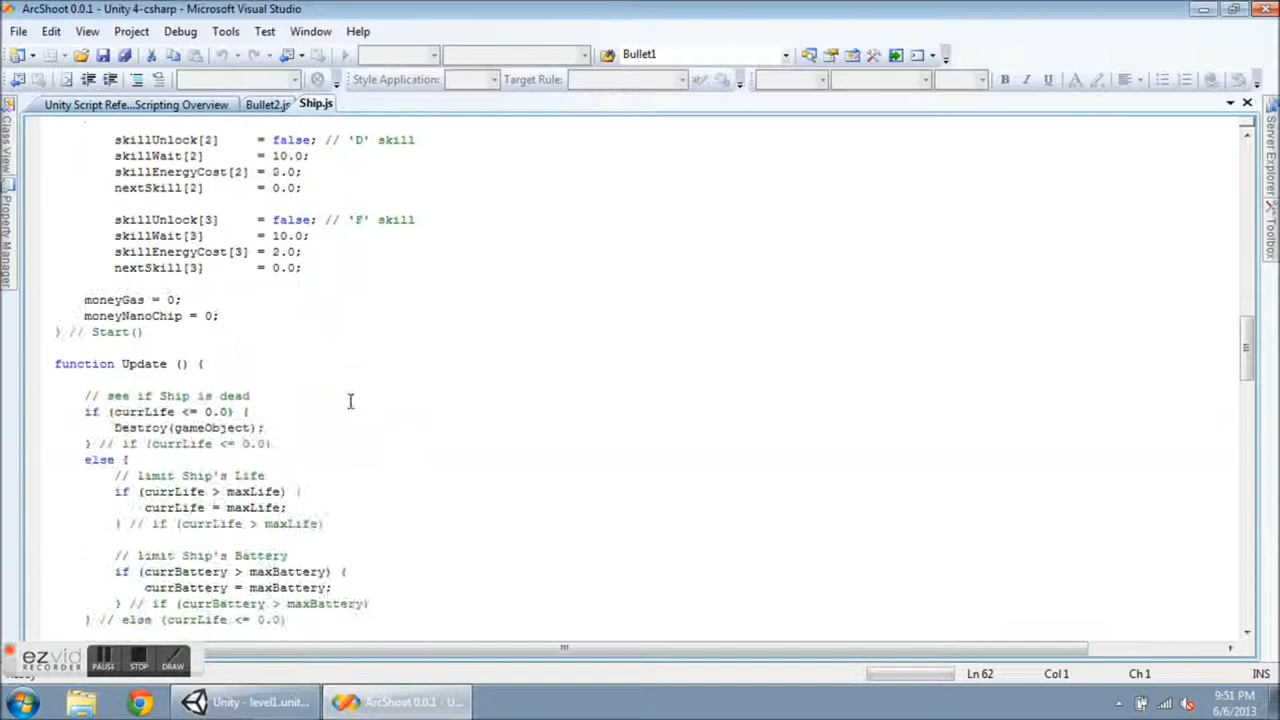 ArcShoot 0.0.1 - Unity 4-csharp - Microsoft Visual Studio
File Edit View Project Debug Tools Test Window Help
Bullet1
Style Application: Target Rule: B I U A
Unity Script Refe...Scripting Overview Bullet2.js Ship.js
skillUnlock[2] = false; // 'D' skill
skillWait[2] = 10.0;
skillEnergyCost[2] = 2.0;
nextSkill[2] = 0.0;
skillUnlock[3] = false; // 'F' skill
skillWait[3] = 10.0;
skillEnergyCost[3] = 2.0;
nextSkill[3] = 0.0;
moneyGas = 0;
moneyNanoChip = 0;
} // Start()
function Update () {
// see if Ship is dead
if (currLife <= 0.0) {
Destroy(gameObject);
} // if (currLife <= 0.0)
else {
// limit Ship's Life
if (currLife > maxLife) {
currLife = maxLife;
} // if (currLife > maxLife)
// limit Ship's Battery
if (currBattery > maxBattery) {
currBattery = maxBattery;
} // if (currBattery > maxBattery)
} // else (currLife <= 0.0)
Class View
Property Manager
Server Explorer
Toolbox
ezvid
RECORDER
PAUSE STOP DRAW
Ln 62 Col 1 Ch 1 INS
Unity - level1.unit...
ArcShoot 0.0.1 - U...
9:51 PM
6/6/2013